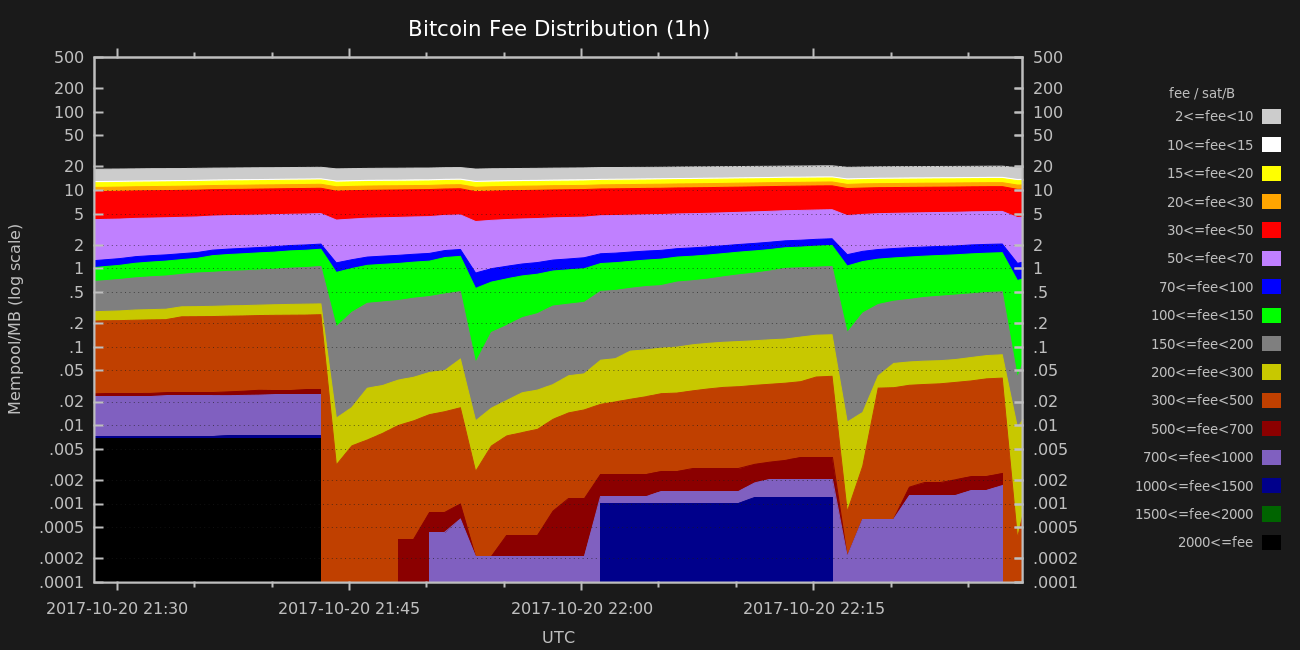 Bitcoin Fee Distribution (1h)
500 500
200 200
100 100
50 50
20 20
10 10
5 5
2 2
1 1
.5 .5
.2 .2
.1 .1
.05 .05
.02 .02
.01 .01
.005 .005
.002 .002
.001 .001
.0005 .0005
.0002 .0002
.0001 .0001
Mempool/MB (log scale)
2017-10-20 21:30 2017-10-20 21:45 2017-10-20 22:00 2017-10-20 22:15
UTC
fee / sat/B
2<=fee<10
10<=fee<15
15<=fee<20
20<=fee<30
30<=fee<50
50<=fee<70
70<=fee<100
100<=fee<150
150<=fee<200
200<=fee<300
300<=fee<500
500<=fee<700
700<=fee<1000
1000<=fee<1500
1500<=fee<2000
2000<=fee